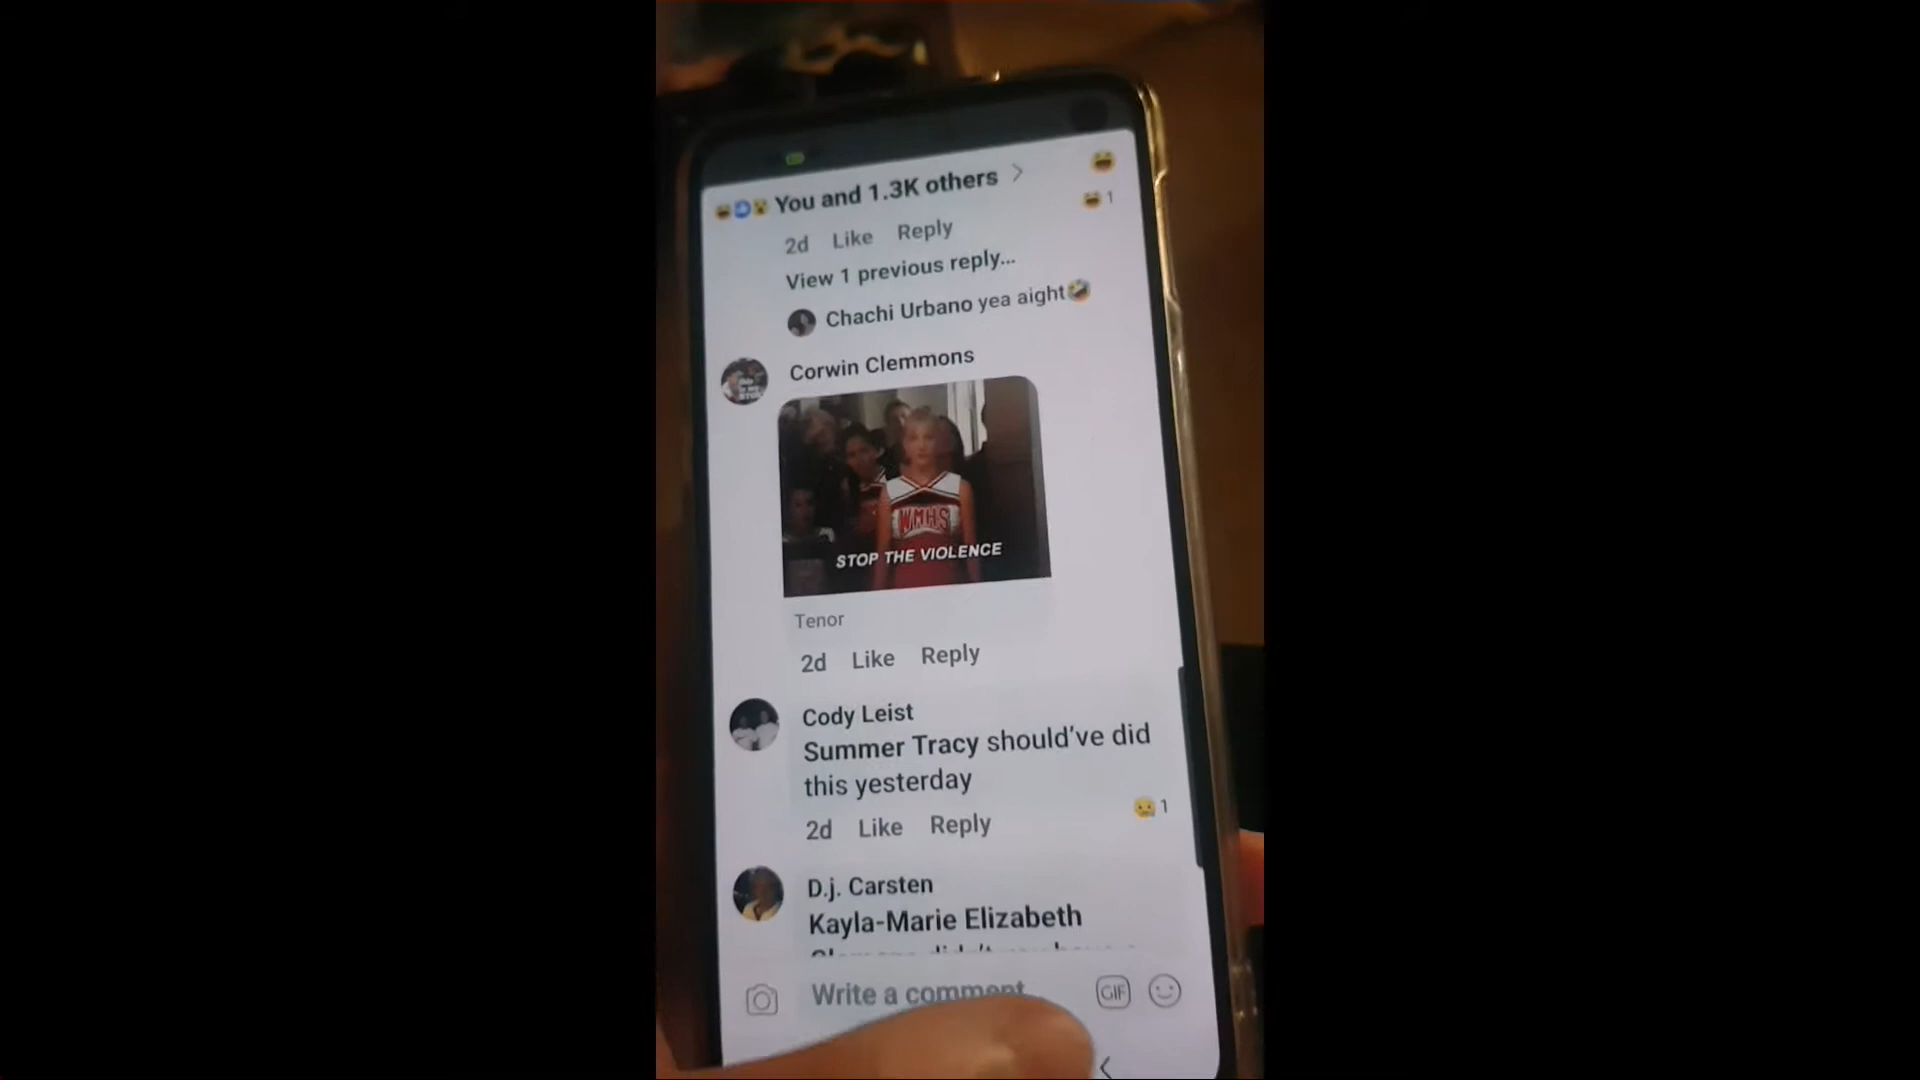 You and 1.3K others
1
2d Like Reply
View 1 previous reply...
Chachi Urbano yea aight
Corwin Clemmons
WMHS
STOP THE VIOLENCE
Tenor
2d Like Reply
Cody Leist
Summer Tracy should've did
this yesterday
1
2d Like Reply
D.j. Carsten
Kayla-Marie Elizabeth
didn't
Write a comment...
GIF